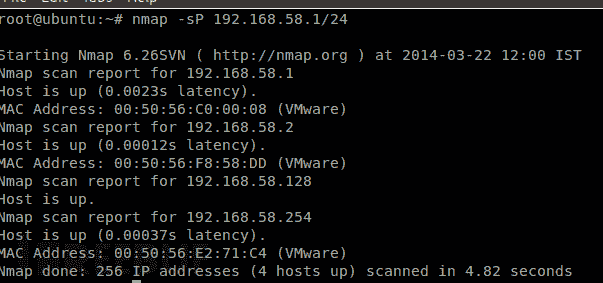 root@ubuntu:~# nmap -sP 192.168.58.1/24
Starting Nmap 6.26SVN ( http://nmap.org ) at 2014-03-22 12:00 IST
Nmap scan report for 192.168.58.1
Host is up (0.0023s latency).
MAC Address: 00:50:56:C0:00:08 (VMware)
Nmap scan report for 192.168.58.2
Host is up (0.00012s latency).
MAC Address: 00:50:56:F8:58:DD (VMware)
Nmap scan report for 192.168.58.128
Host is up.
Nmap scan report for 192.168.58.254
Host is up (0.00037s latency).
MAC Address: 00:50:56:E2:71:C4 (VMware)
Nmap done: 256 IP addresses (4 hosts up) scanned in 4.82 seconds